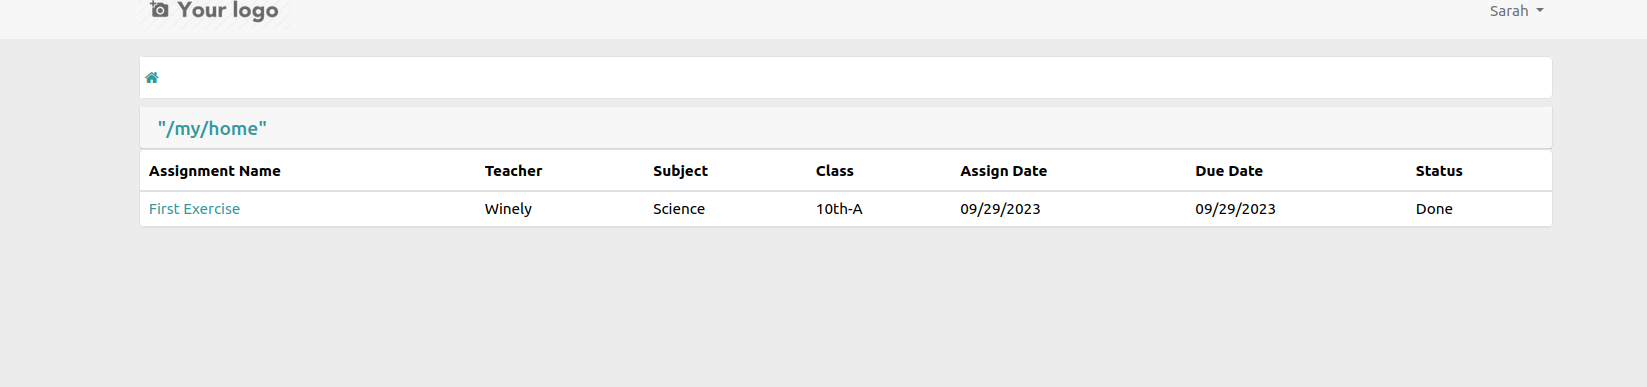 Your logo
Sarah
"/my/home"
Assignment Name Teacher Subject Class Assign Date Due Date Status
First Exercise Winely Science 10th-A 09/29/2023 09/29/2023 Done